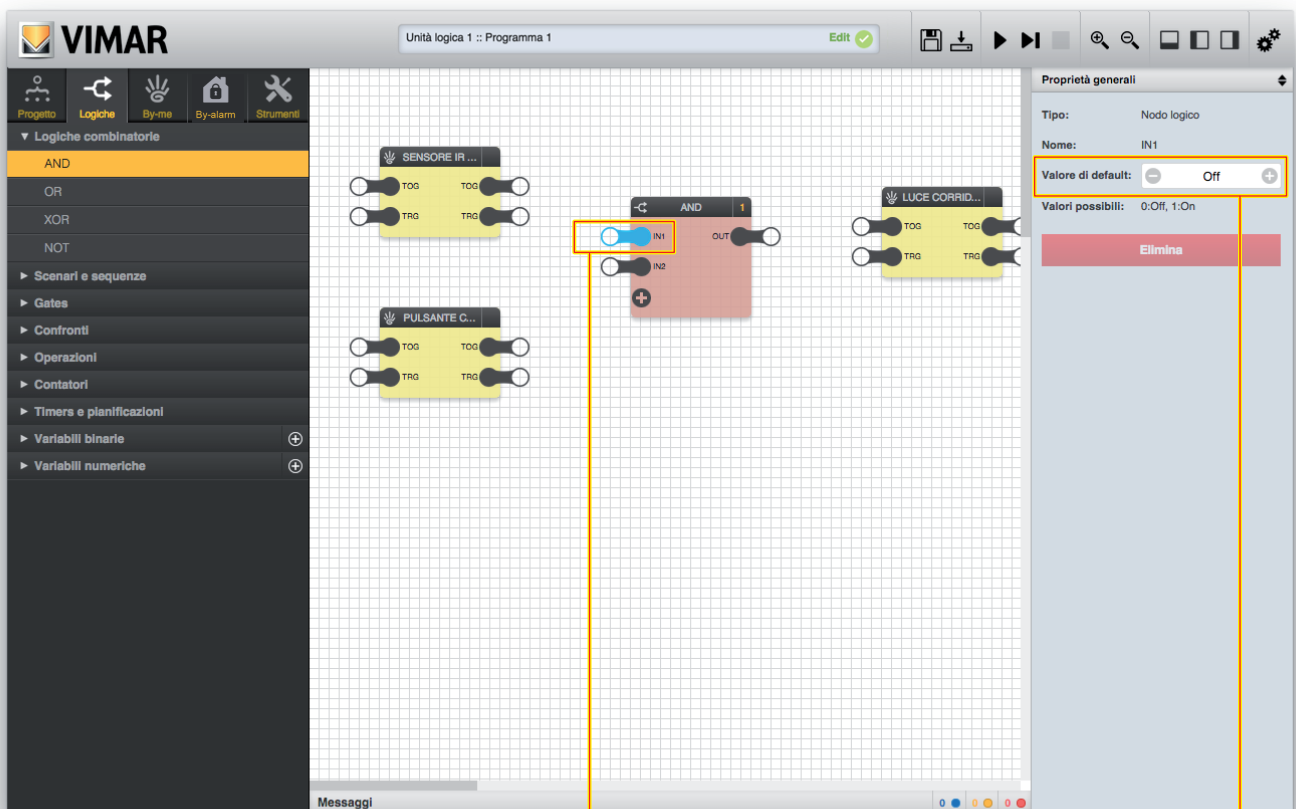 VIMAR
Unità logica 1 :: Programma 1
Edit
Progetto
Logiche
By-me
By-alarm
Strumenti
Logiche combinatorie
AND
OR
XOR
NOT
Scenari e sequenze
Gates
Confronti
Operazioni
Contatori
Timers e pianificazioni
Variabili binarie
Variabili numeriche
SENSORE IR ...
TOG TOG
TRG TRG
PULSANTE C...
TOG TOG
TRG TRG
AND 1
IN1 OUT
IN2
LUCE CORRID...
TOG TOG
TRG TRG
Messaggi
0 0 0
Proprietà generali
Tipo: Nodo logico
Nome: IN1
Valore di default: Off
Valori possibili: 0:Off, 1:On
Elimina